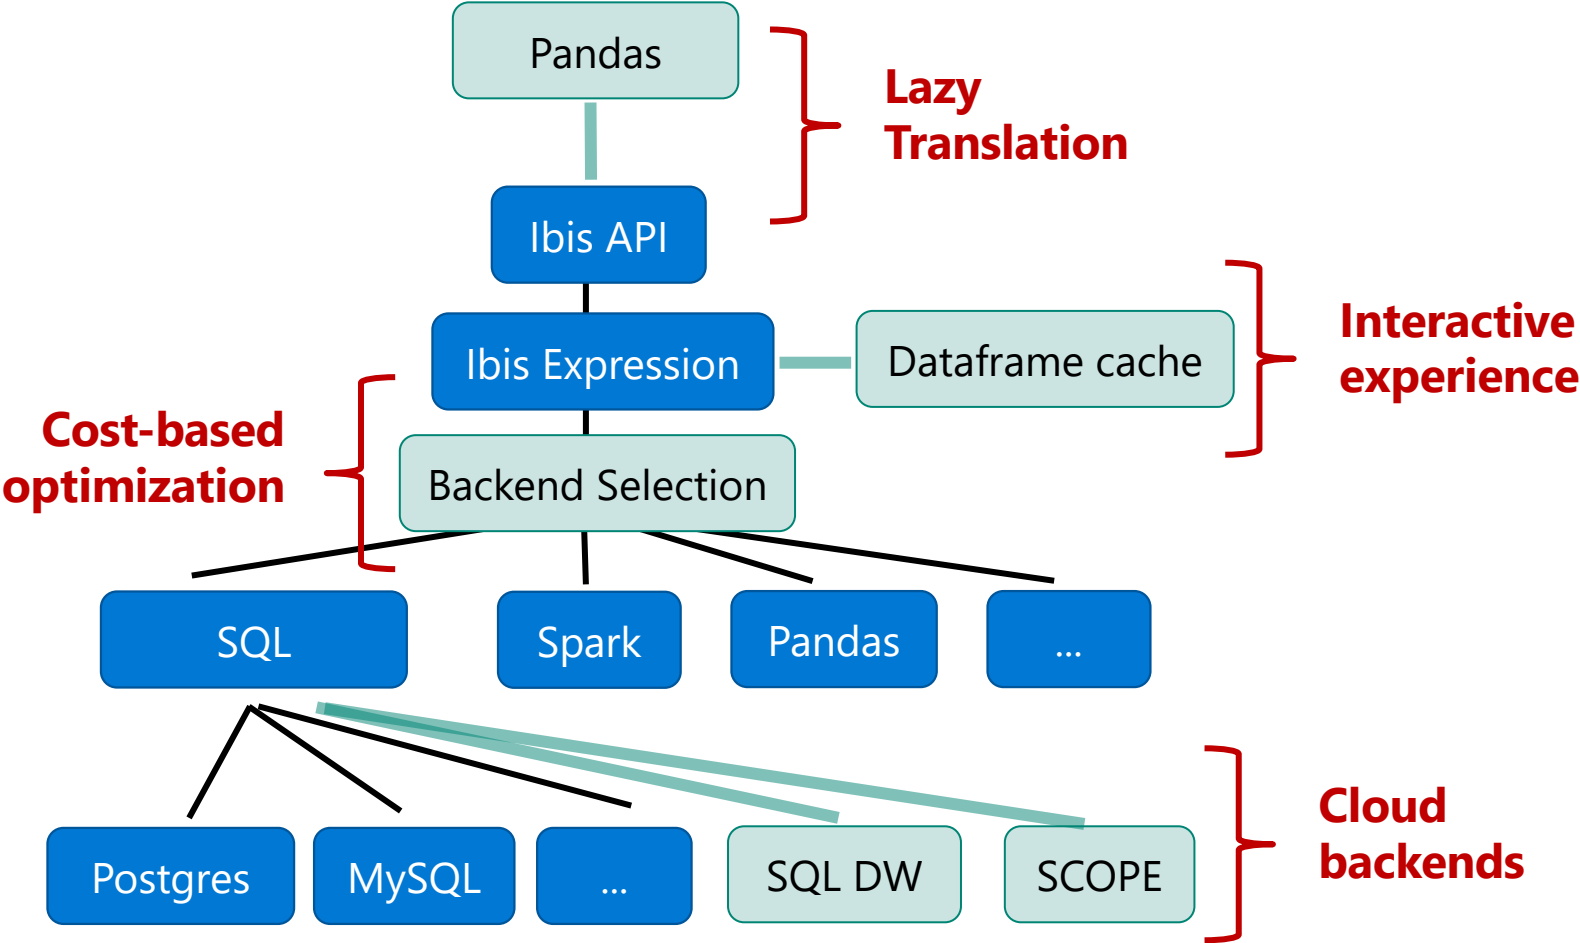 Pandas
Lazy
Translation
Ibis API
Ibis Expression
Dataframe cache
Interactive
experience
Cost-based
optimization
Backend Selection
SQL
Spark
Pandas
...
Postgres
MySQL
...
SQL DW
SCOPE
Cloud
backends